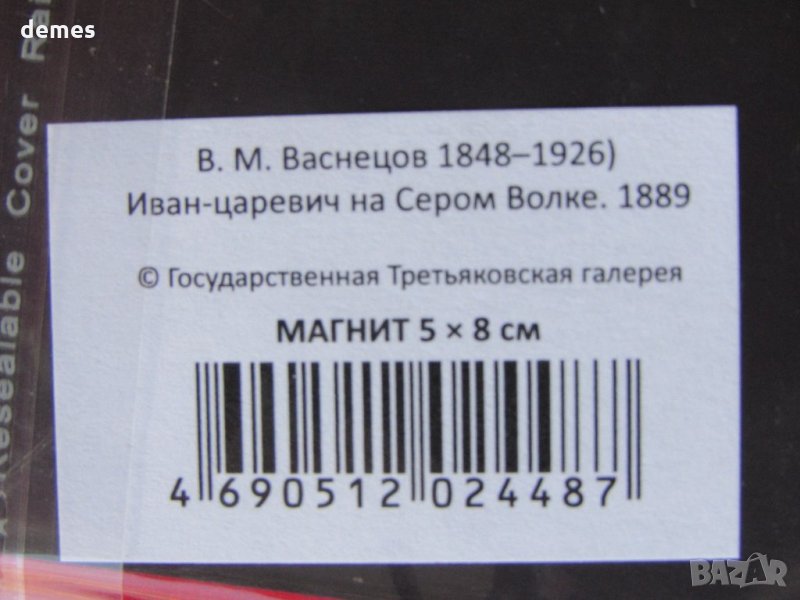 demes
В. М. Васнецов 1848–1926)
Иван-царевич на Сером Волке. 1889
© Государственная Третьяковская галерея
МАГНИТ 5 × 8 см
4 690512 024487
Resealable Cover
BAZAR